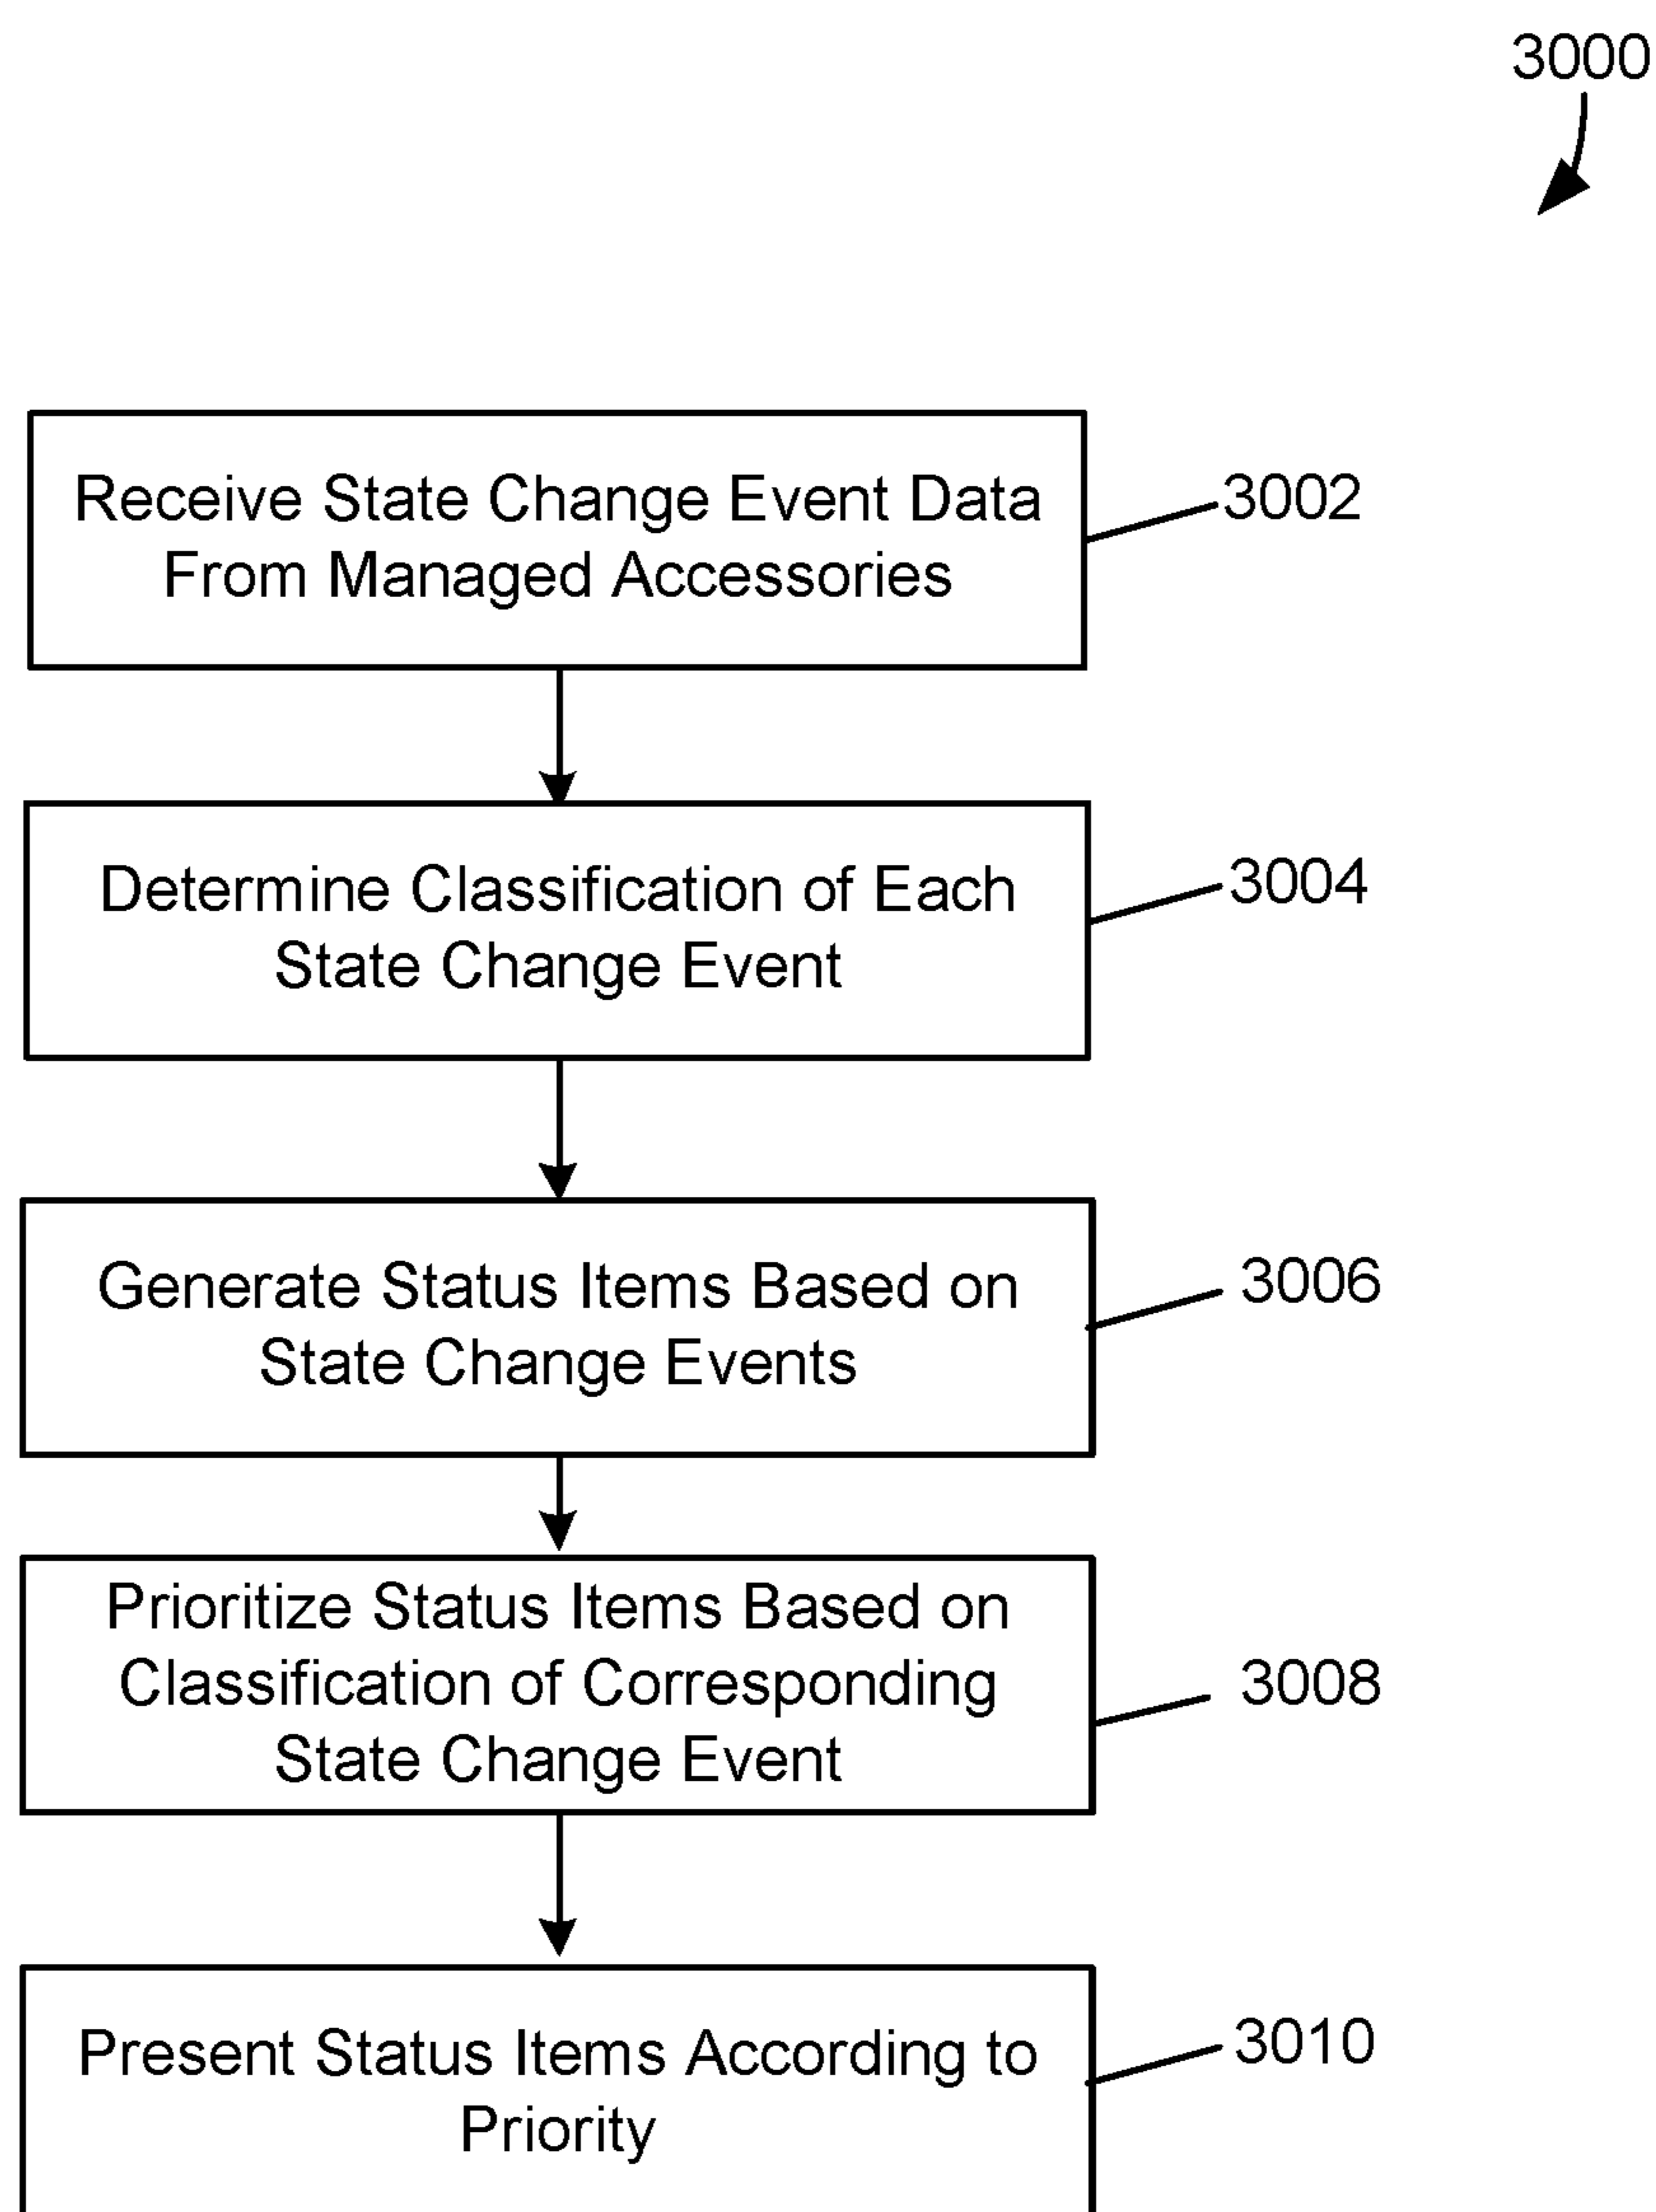 3000
Receive State Change Event Data
From Managed Accessories
3002
Determine Classification of Each
State Change Event
3004
Generate Status Items Based on
State Change Events
3006
Prioritize Status Items Based on
Classification of Corresponding
State Change Event
3008
Present Status Items According to
Priority
3010